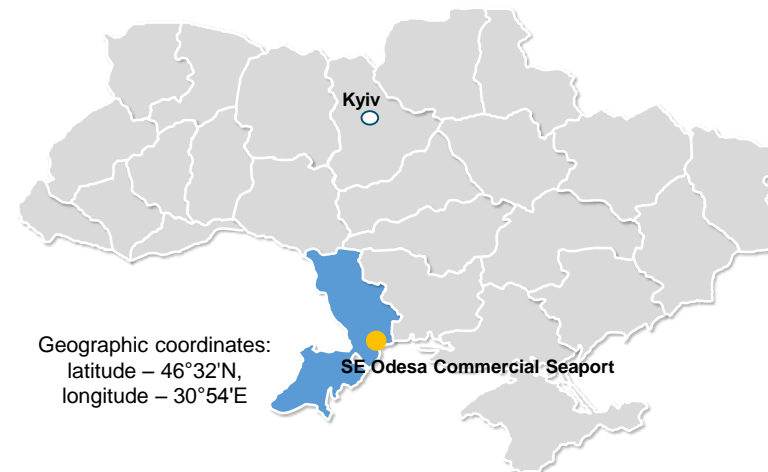 Kyiv
Geographic coordinates:
latitude – 46°32'N,
longitude – 30°54'E
SE Odesa Commercial Seaport